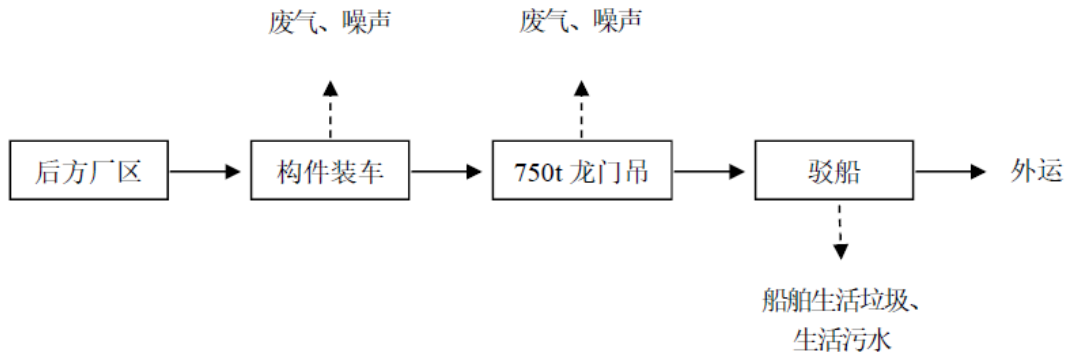 废气、噪声
废气、噪声
后方厂区
构件装车
750t 龙门吊
驳船
外运
船舶生活垃圾、
生活污水